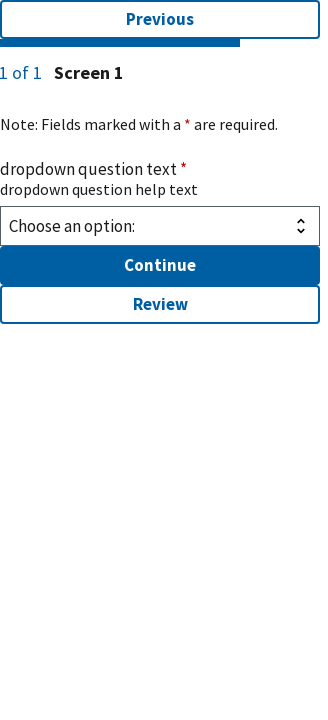 Previous
1 of 1 Screen 1
Note: Fields marked with a * are required.
dropdown question text *
dropdown question help text
Choose an option:
Continue
Review